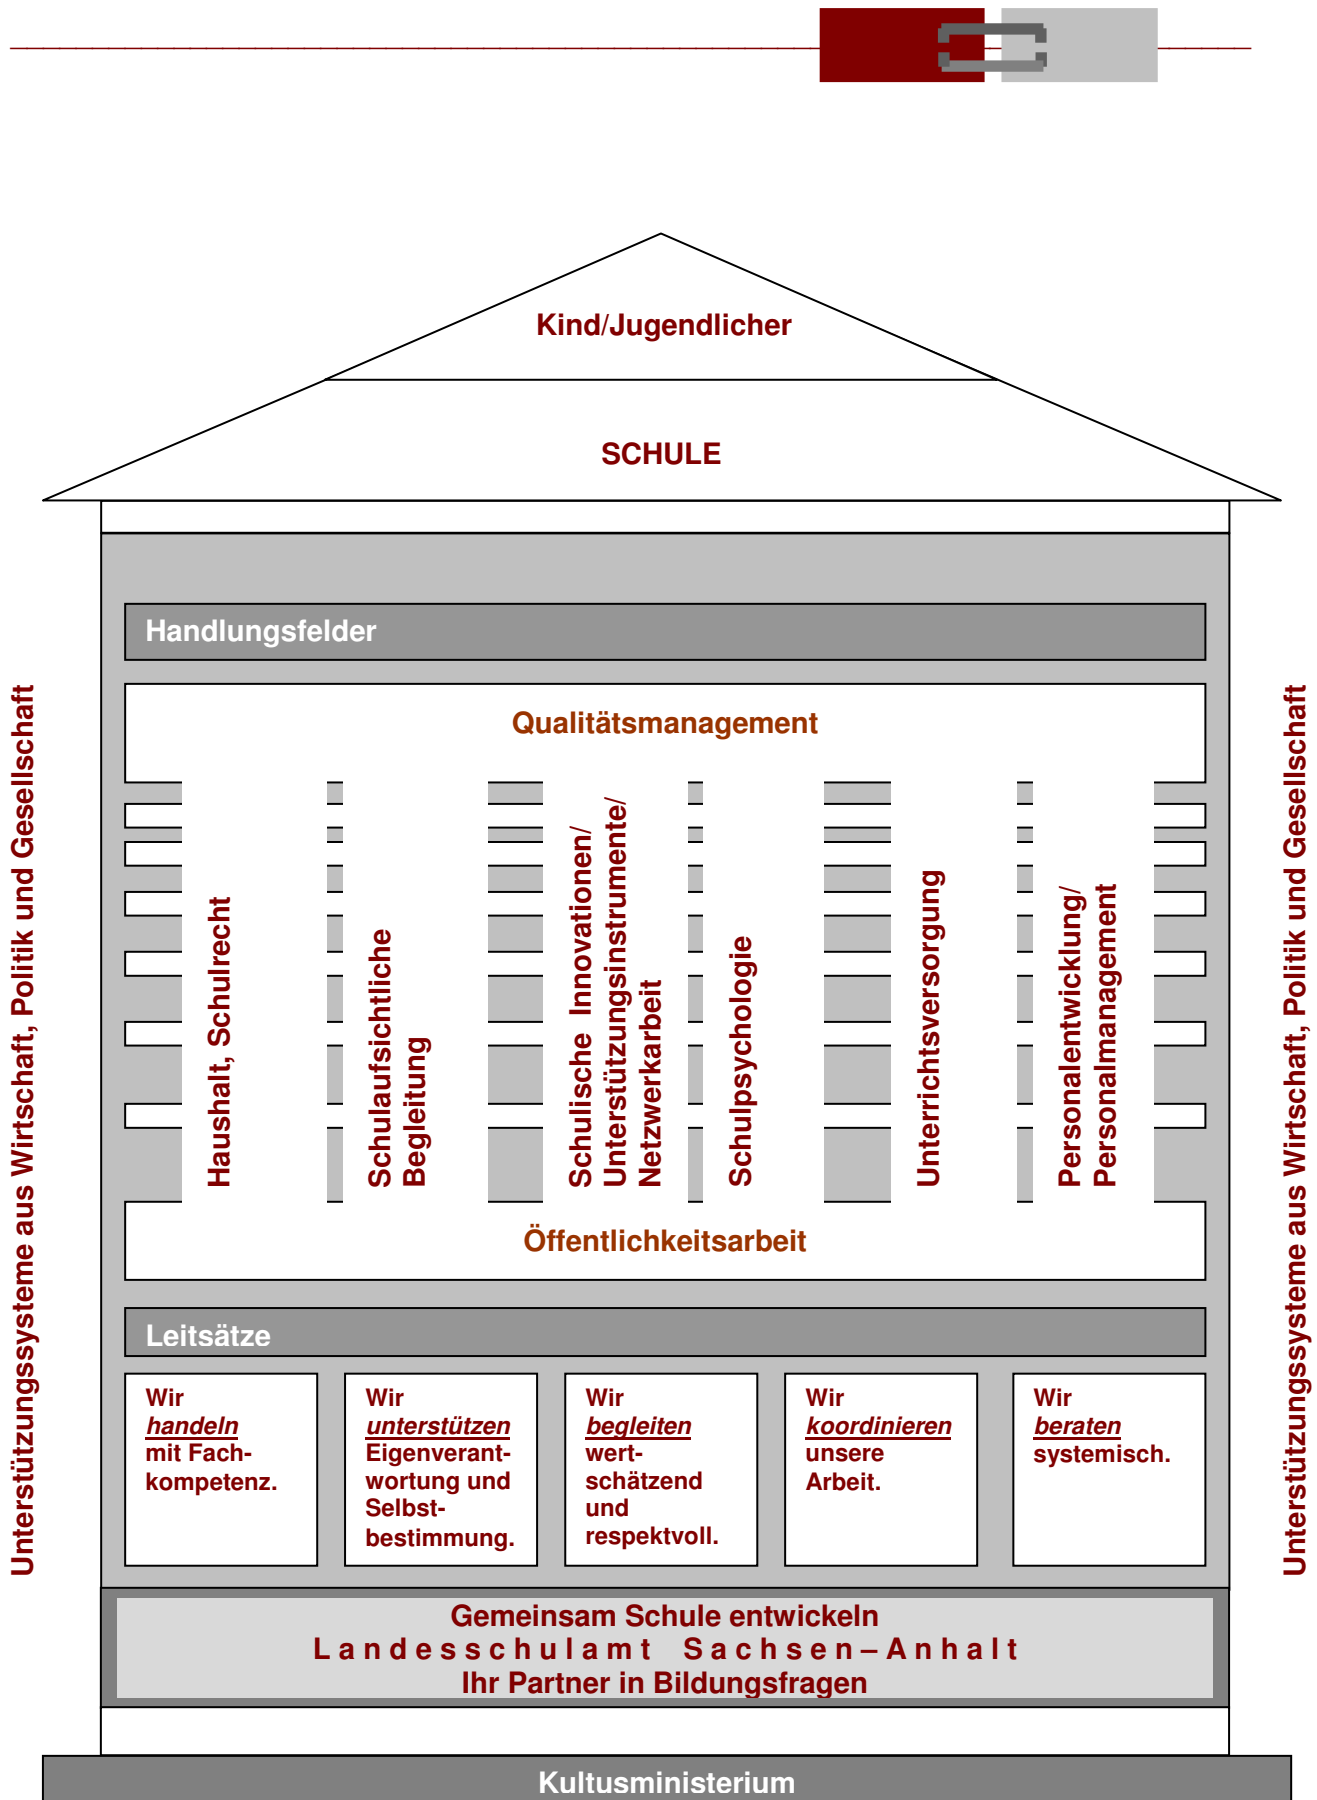 Kind/Jugendlicher
SCHULE
Handlungsfelder
Qualitätsmanagement
Unterstützungssysteme aus Wirtschaft, Politik und Gesellschaft
Haushalt, Schulrecht
Schulaufsichtliche
Begleitung
Schulische Innovationen/
Unterstützungsinstrumente/
Netzwerkarbeit
Schulpsychologie
Unterrichtsversorgung
Personalentwicklung/
Personalmanagement
Unterstützungssysteme aus Wirtschaft, Politik und Gesellschaft
Öffentlichkeitsarbeit
Leitsätze
Wir
handeln
mit Fach-
kompetenz.
Wir
unterstützen
Eigenverant-
wortung und
Selbst-
bestimmung.
Wir
begleiten
wert-
schätzend
und
respektvoll.
Wir
koordinieren
unsere
Arbeit.
Wir
beraten
systemisch.
Gemeinsam Schule entwickeln
Landesschulamt Sachsen–Anhalt
Ihr Partner in Bildungsfragen
Kultusministerium